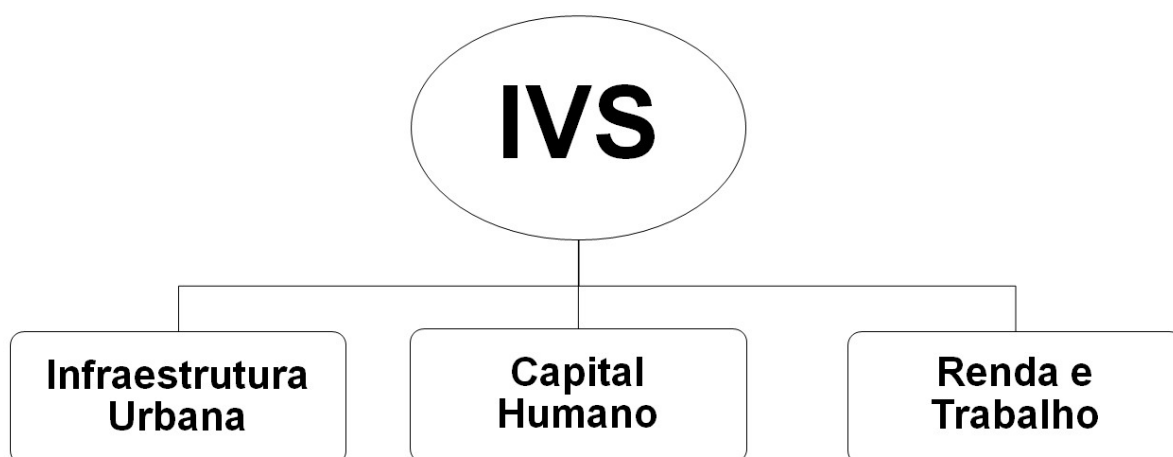 IVS
Infraestrutura
Urbana
Capital
Humano
Renda e
Trabalho